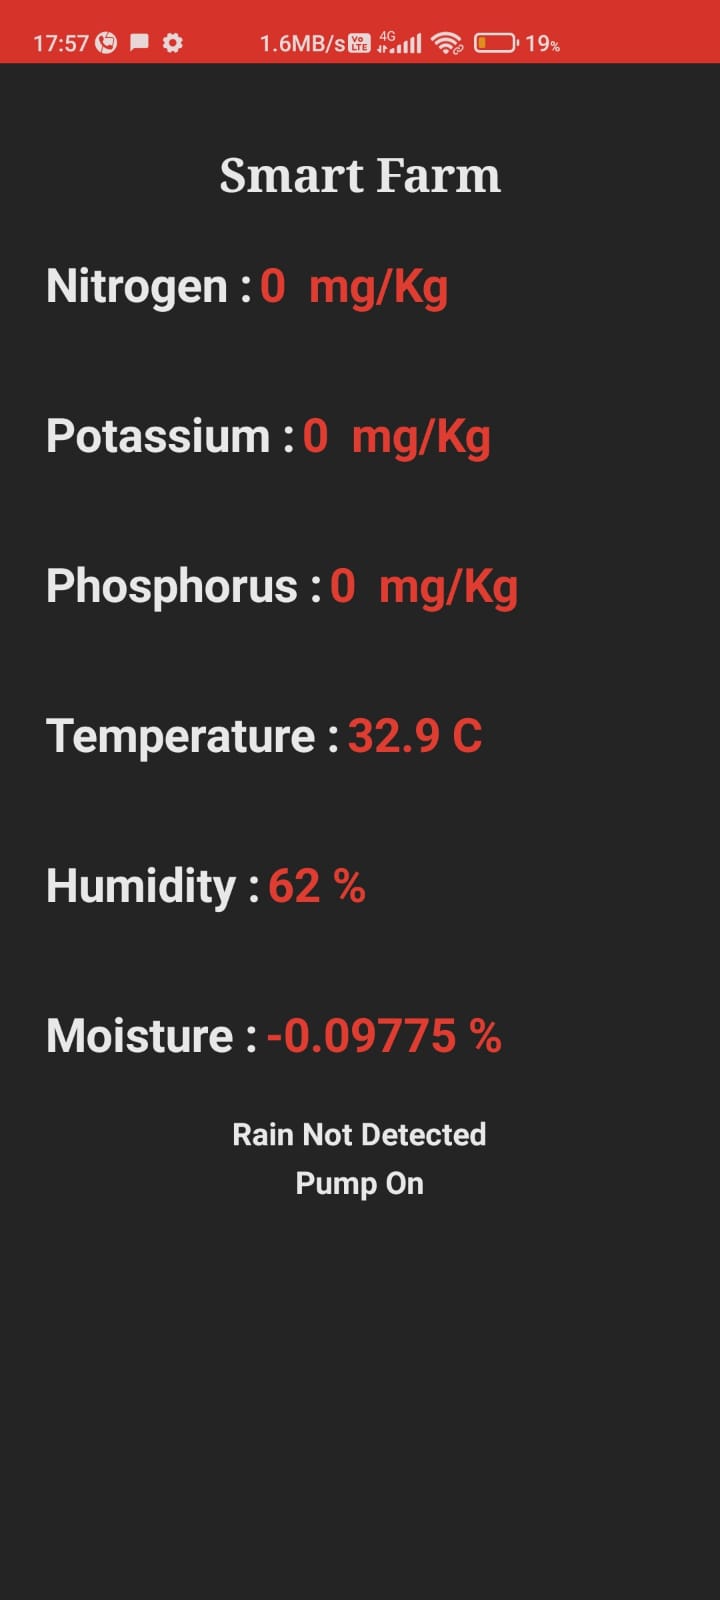 17:57 1.6MB/s Vo LTE 4G 19%
Smart Farm
Nitrogen : 0 mg/Kg
Potassium : 0 mg/Kg
Phosphorus : 0 mg/Kg
Temperature : 32.9 C
Humidity : 62 %
Moisture : -0.09775 %
Rain Not Detected
Pump On